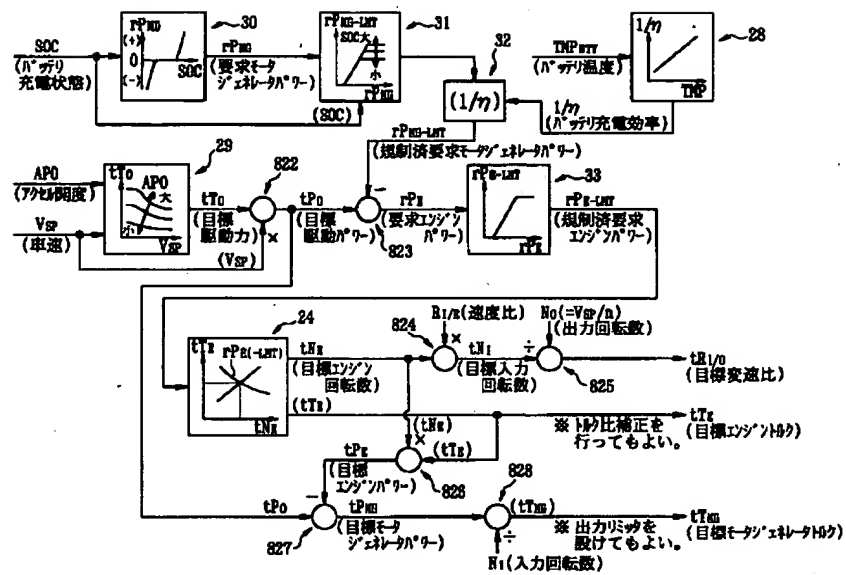 30
31
28
rPMG
(+)
0
(-)
SOC
rPMG-LMT
SOC大
小
rPMG
32
1/η
TMP
SOC
(バッテリ
充電状態)
rPMG
(要求モータ
ジェネレータパワー)
(SOC)
(1/η)
TMPBTY
(バッテリ温度)
1/η
(バッテリ充電効率)
rPMG-LMT
(規制済要求モータジェネレータパワー)
29
822
33
APO
(アクセル開度)
VSP
(車速)
tTO
APO
大
小
VSP
tTO
(目標
駆動力)
×
(VSP)
tPO
(目標
駆動パワー)
−
823
rPE
(要求エンジン
パワー)
rPE-LMT
rPE
rPE-LMT
(規制済要求
エンジンパワー)
24
tTE
rPE(-LMT)
tNE
tNE
(目標エンジン
回転数)
(tTE)
824
RI/E(速度比)
×
tNI
(目標入力
回転数)
÷
NO(=VSP/n)
(出力回転数)
825
tRI/O
(目標変速比)
(tNE)
×
(tTE)
※ トルク比補正を
行ってもよい。
tTE
(目標エンジントルク)
tPE
(目標
エンジンパワー)
826
828
tPO
−
827
tPMG
(目標モータ
ジェネレータパワー)
÷
NI(入力回転数)
(tTMG)
※ 出力リミッタを
設けてもよい。
tTMG
(目標モータジェネレータトルク)